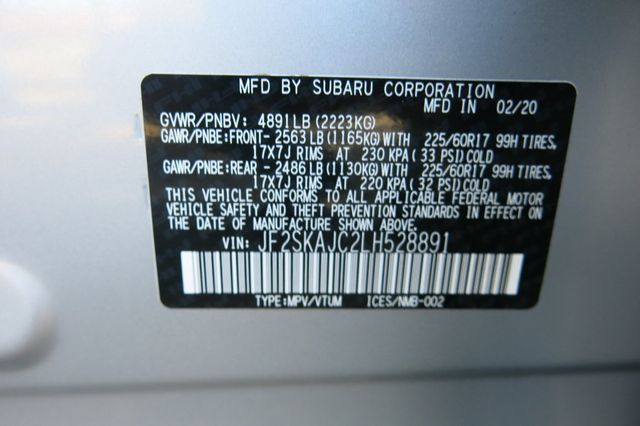 MFD BY SUBARU CORPORATION
MFD IN 02/20
GVWR/PNBV: 4891LB (2223KG)
GAWR/PNBE:FRONT- 2563LB (1165KG)WITH 225/60R17 99H TIRES,
17X7J RIMS AT 230 KPA (33 PSI)COLD
GAWR/PNBE:REAR - 2486LB (1130KG)WITH 225/60R17 99H TIRES,
17X7J RIMS AT 220 KPA (32 PSI)COLD
THIS VEHICLE CONFORMS TO ALL APPLICABLE FEDERAL MOTOR
VEHICLE SAFETY AND THEFT PREVENTION STANDARDS IN EFFECT ON
THE DATE OF MANUFACTURE SHOWN ABOVE.
VIN: JF2SKAJC2LH528891
TYPE:MPV/VTUM ICES/NMB-002